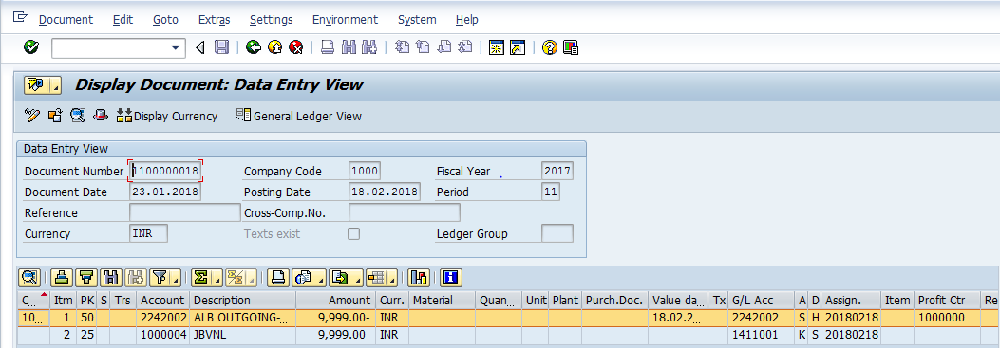 Document Edit Goto Extras Settings Environment System Help
Display Document: Data Entry View
Display Currency General Ledger View
Data Entry View
Document Number 1100000018 Company Code 1000 Fiscal Year 2017
Document Date 23.01.2018 Posting Date 18.02.2018 Period 11
Reference Cross-Comp.No.
Currency INR Texts exist Ledger Group
C... Itm PK S Trs Account Description Amount Curr. Material Quan... Unit Plant Purch.Doc. Value da... Tx G/L Acc A D Assign. Item Profit Ctr Re
10... 1 50 2242002 ALB OUTGOING- 9,999.00- INR 18.02.2... 2242002 S H 20180218 1000000
2 25 1000004 JBVNL 9,999.00 INR 1411001 K S 20180218